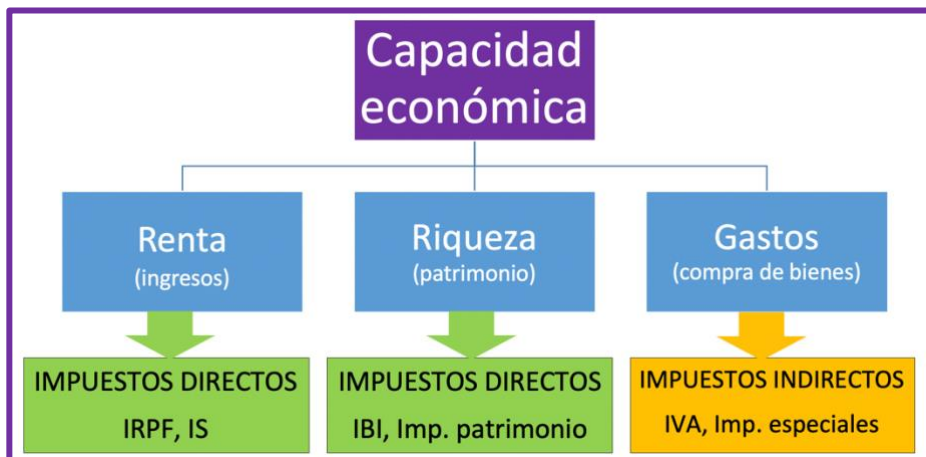 Capacidad
económica
Renta
(ingresos)
Riqueza
(patrimonio)
Gastos
(compra de bienes)
IMPUESTOS DIRECTOS
IRPF, IS
IMPUESTOS DIRECTOS
IBI, Imp. patrimonio
IMPUESTOS INDIRECTOS
IVA, Imp. especiales